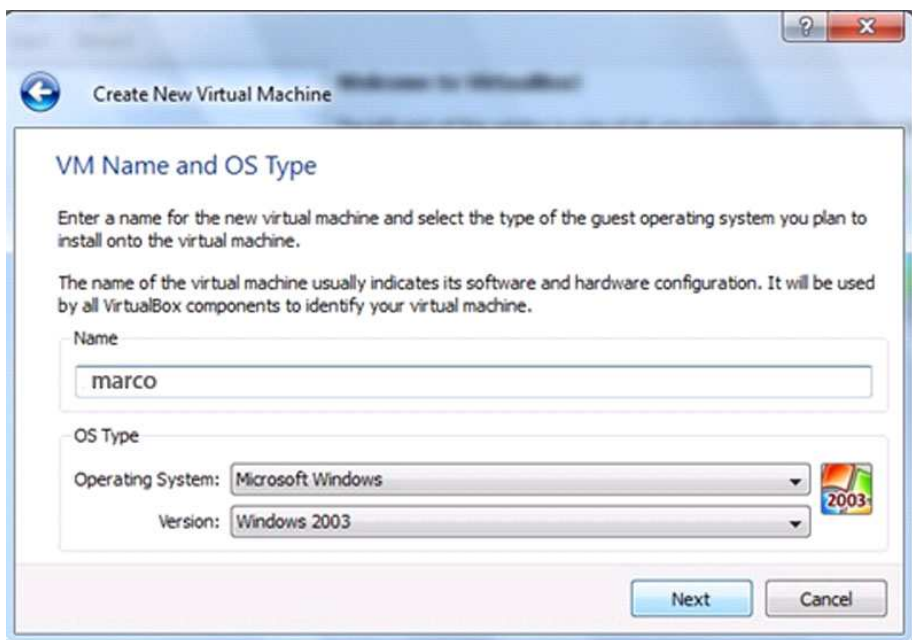 Create New Virtual Machine
Welcome to VirtualBox!
VM Name and OS Type
Enter a name for the new virtual machine and select the type of the guest operating system you plan to
install onto the virtual machine.
The name of the virtual machine usually indicates its software and hardware configuration. It will be used
by all VirtualBox components to identify your virtual machine.
Name
marco
OS Type
Operating System: Microsoft Windows
2003
Version: Windows 2003
Next Cancel